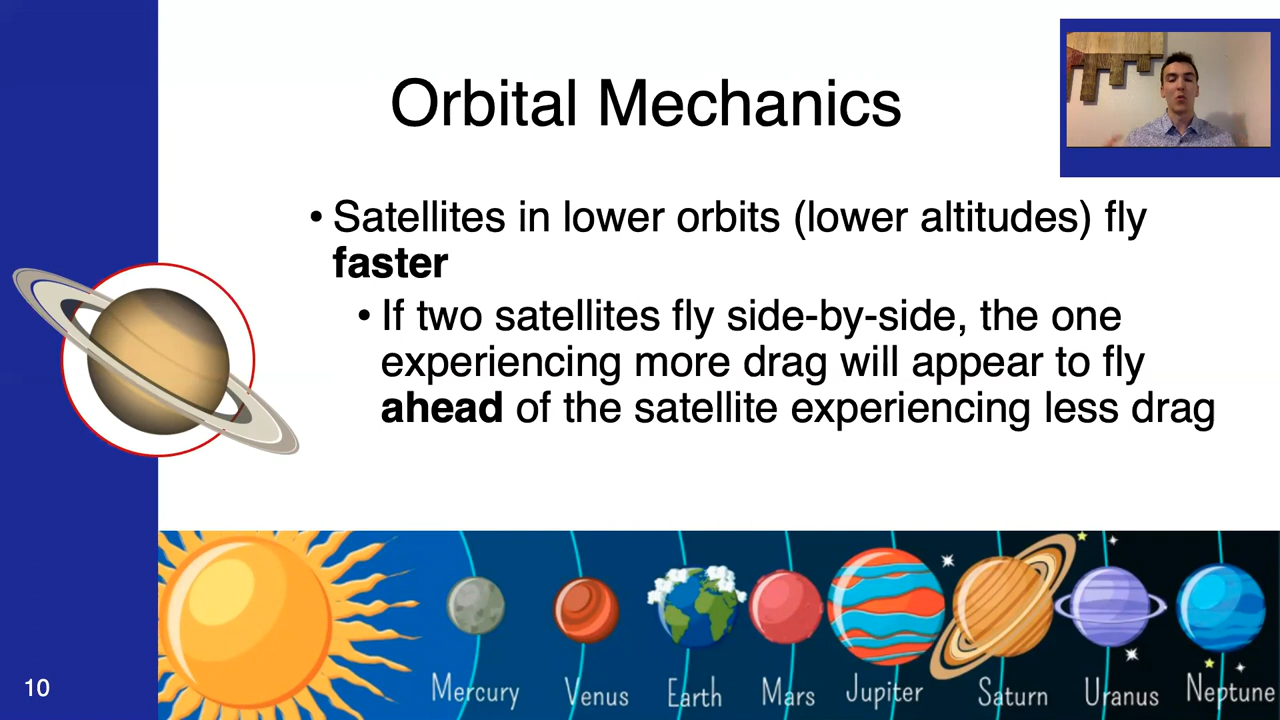 Orbital Mechanics
• Satellites in lower orbits (lower altitudes) fly
faster
• If two satellites fly side-by-side, the one
experiencing more drag will appear to fly
ahead of the satellite experiencing less drag
Mercury Venus Earth Mars Jupiter Saturn Uranus Neptune
10